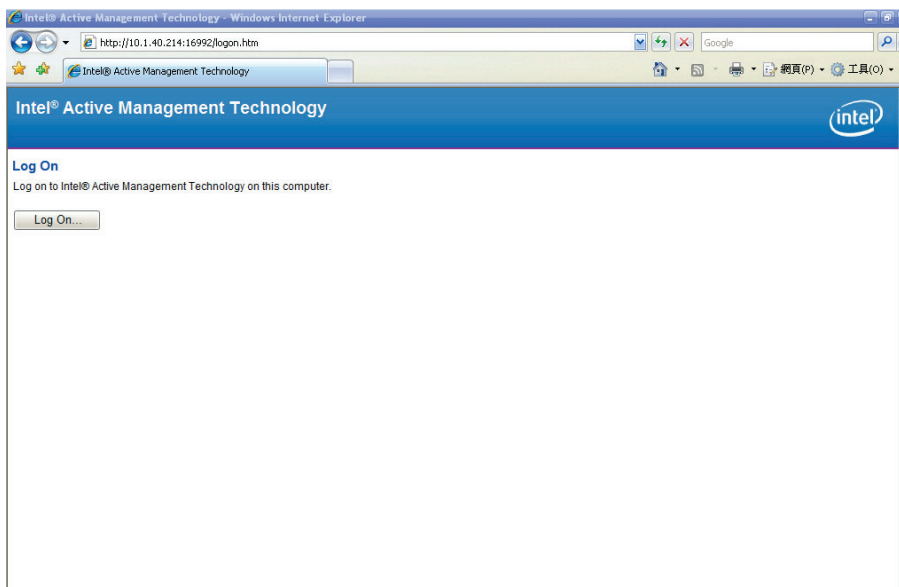 Intel® Active Management Technology - Windows Internet Explorer
http://10.1.40.214:16992/logon.htm
Google
Intel® Active Management Technology
網頁(P)
工具(O)
Intel® Active Management Technology
intel
Log On
Log on to Intel® Active Management Technology on this computer.
Log On...